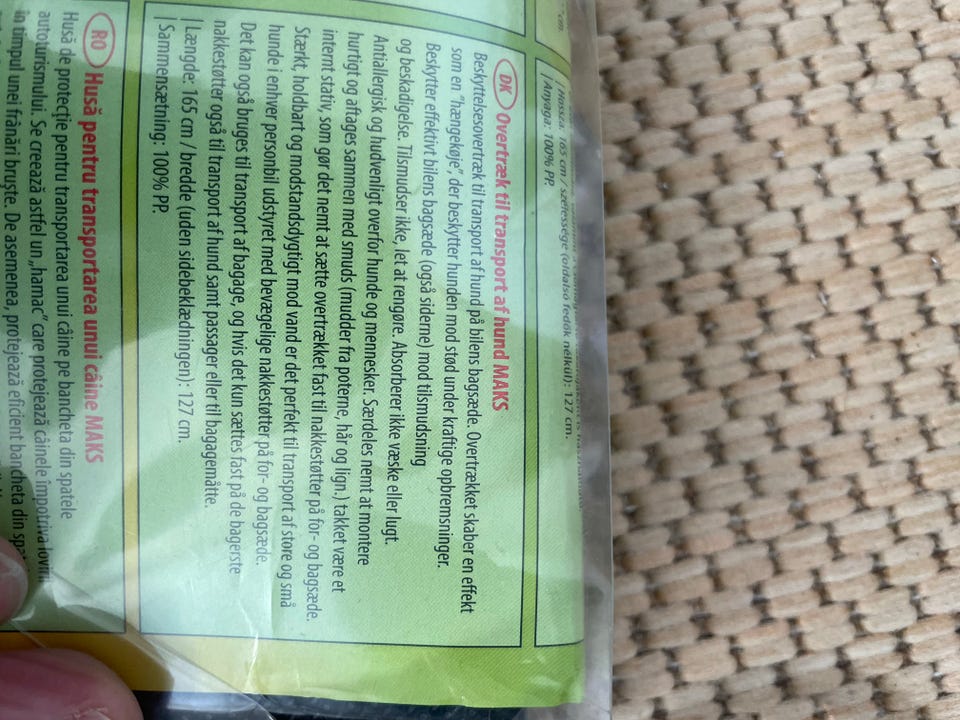 cm.
/ Hossza: 165 cm / szélessége (oldalsó fedők nélkül): 127 cm.
| Anyaga: 100% PP.
DK Overtræk til transport af hund MAKS
Beskyttelsesovertræk til transport af hund på bilens bagsæde. Overtrækket skaber en effekt
som en "hængekøje", der beskytter hunden mod stød under kraftige opbremsninger.
Beskytter effektivt bilens bagsæde (også siderne) mod tilsmudsning
og beskadigelse. Tilsmudser ikke, let at rengøre. Absorberer ikke væske eller lugt.
Antiallergisk og hudvenligt overfor hunde og mennesker. Særdeles nemt at montere
hurtigt og aftages sammen med smuds (mudder fra poterne, hår og lign.) takket være et
internt stativ, som gør det nemt at sætte overtrækket fast til nakkestøtter på for- og bagsæde.
Stærkt, holdbart og modstandsdygtigt mod vand er det perfekt til transport af store og små
hunde i enhver personbil udstyret med bevægelige nakkestøtter på for- og bagsæde.
Det kan også bruges til transport af bagage, og hvis det kun sættes fast på de bagerste
nakkestøtter også til transport af hund samt passager eller til bagagemåtte.
| Længde: 165 cm / bredde (uden sidebeklædningen): 127 cm.
| Sammensætning: 100% PP.
RO Husă pentru transportarea unui câine MAKS
Husă de protecţie pentru transportarea unui câine pe bancheta din spatele
autoturismului. Se creează astfel un „hamac” care protejează câinele împotriva lovirii
in timpul unei frânări bruşte. De asemenea, protejează eficient bancheta din